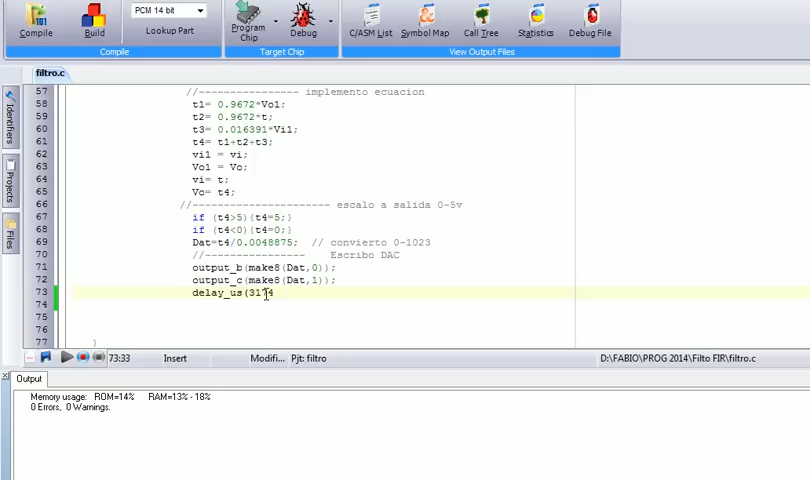 PCM 14 bit
Compile
Build
Lookup Part
Program
Chip
Debug
C/ASM List
Symbol Map
Call Tree
Statistics
Debug File
Compile
Target Chip
View Output Files
filtro.c
Identifiers
Projects
Files
57 //---------------- implemento ecuacion
58 t1= 0.9672*Vo1;
59 t2= 0.9672*t;
60 t3= 0.016391*Vi1;
61 t4= t1+t2+t3;
62 vi1 = vi;
63 Vo1 = Vo;
64 vi= t;
65 Vo= t4;
66 //---------------------- escalo a salida 0-5v
67 if (t4>5){t4=5;}
68 if (t4<0){t4=0;}
69 Dat=t4/0.0048875; // convierto 0-1023
70 //---------------- Escribo DAC
71 output_b(make8(Dat,0));
72 output_c(make8(Dat,1));
73 delay_us(
74
75
76
77 }
73:33 Insert Modifi... Pjt: filtro D:\FABIO\PROG 2014\Filto FIR\filtro.c
Output
Memory usage: ROM=14% RAM=13% - 18%
0 Errors, 0 Warnings.